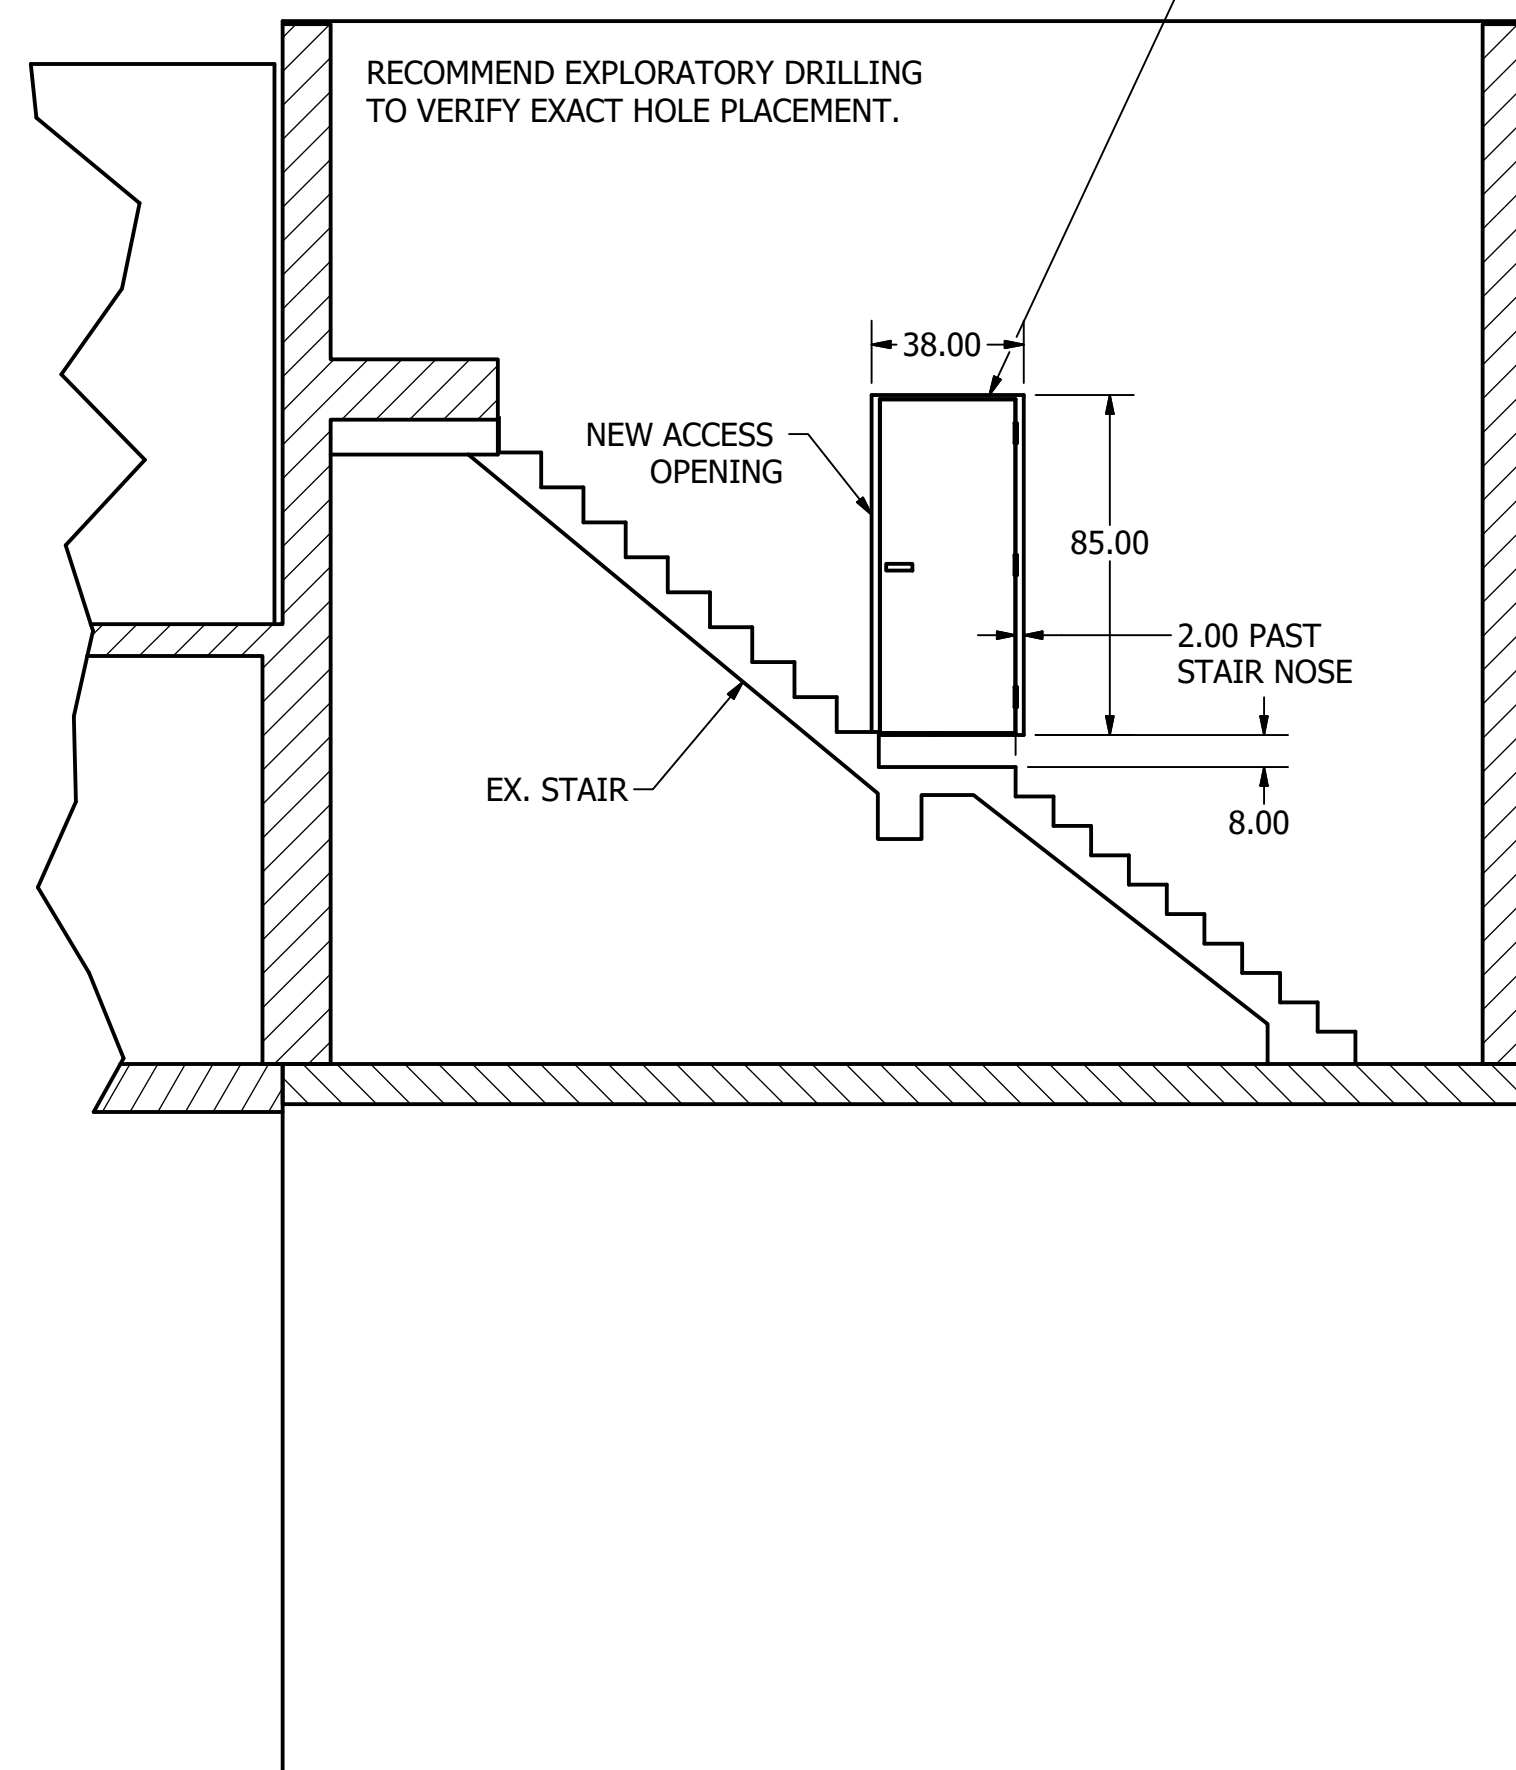 RECOMMEND EXPLORATORY DRILLING
TO VERIFY EXACT HOLE PLACEMENT.
38.00
NEW ACCESS
OPENING
85.00
2.00 PAST
STAIR NOSE
EX. STAIR
8.00